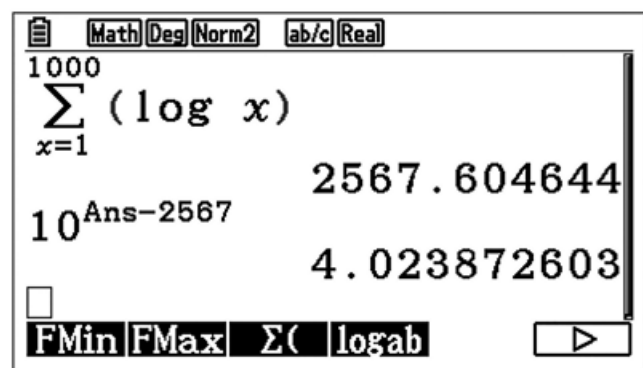 Math Deg Norm2 ab/c Real
1000
∑ (log x)
x=1
2567.604644
10^Ans-2567
4.023872603
FMin FMax Σ( logab